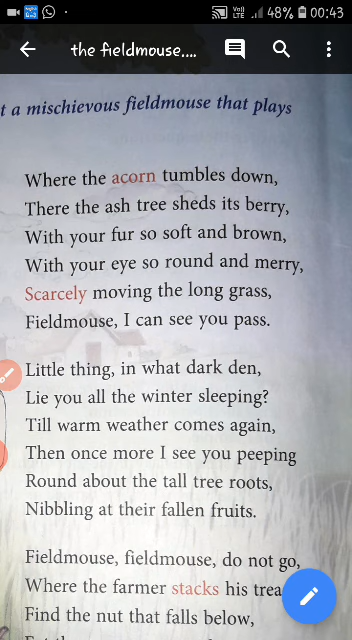 48% 00:43
the fieldmouse....
t a mischievous fieldmouse that plays
Where the acorn tumbles down,
There the ash tree sheds its berry,
With your fur so soft and brown,
With your eye so round and merry,
Scarcely moving the long grass,
Fieldmouse, I can see you pass.
Little thing, in what dark den,
Lie you all the winter sleeping?
Till warm weather comes again,
Then once more I see you peeping
Round about the tall tree roots,
Nibbling at their fallen fruits.
Fieldmouse, fieldmouse, do not go,
Where the farmer stacks his trea
Find the nut that falls below,